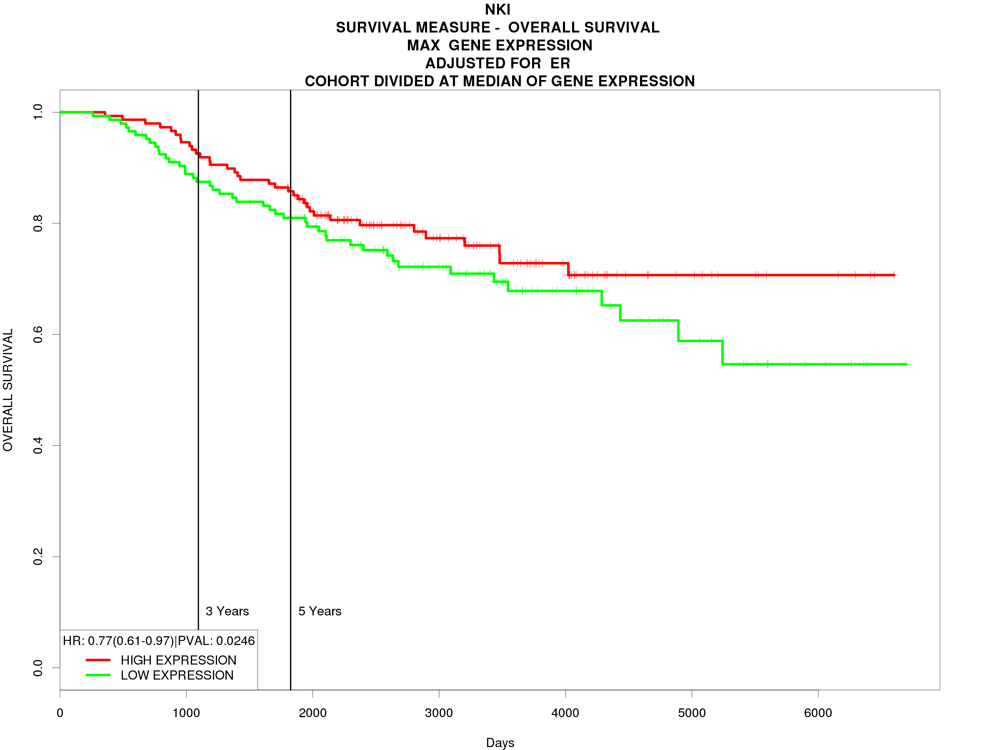 NKI
SURVIVAL MEASURE - OVERALL SURVIVAL
MAX GENE EXPRESSION
ADJUSTED FOR ER
COHORT DIVIDED AT MEDIAN OF GENE EXPRESSION
OVERALL SURVIVAL
1.0
0.8
0.6
0.4
0.2
0.0
3 Years
5 Years
HR: 0.77(0.61-0.97)|PVAL: 0.0246
HIGH EXPRESSION
LOW EXPRESSION
0 1000 2000 3000 4000 5000 6000
Days